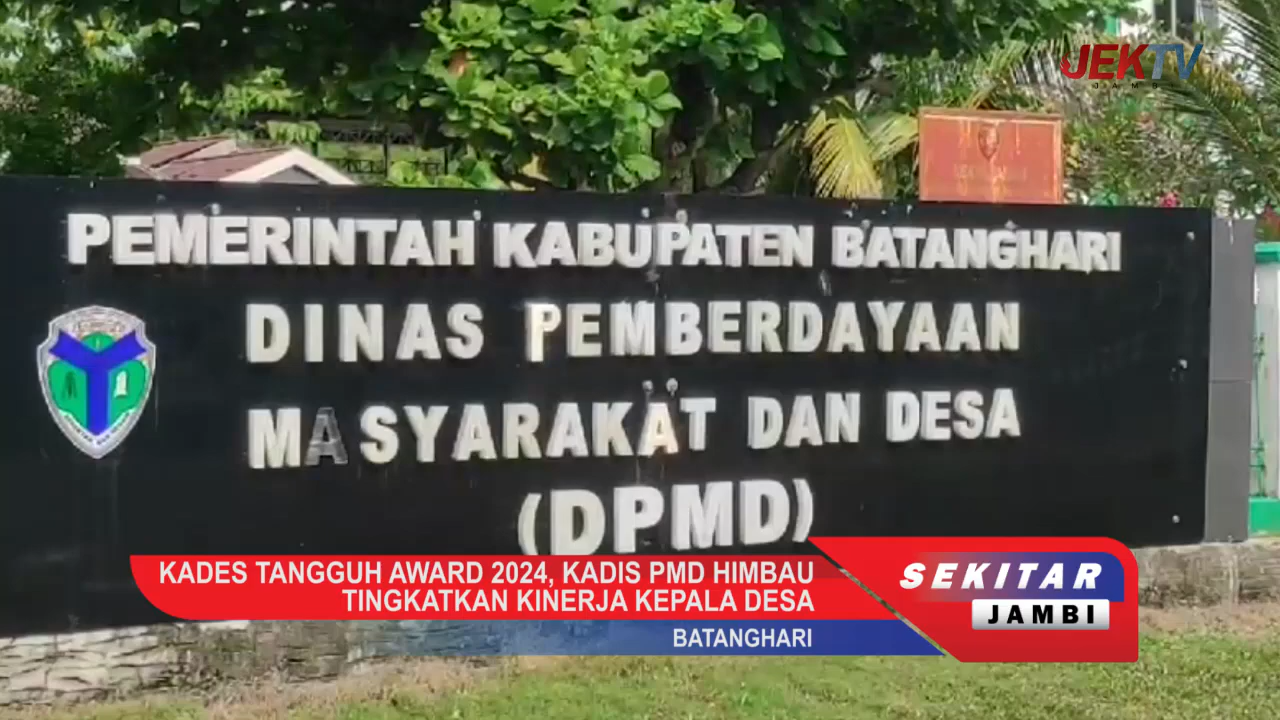 JEKTV
JAMBI
PEMERINTAH KABUPATEN BATANGHARI
DINAS PEMBERDAYAAN
MASYARAKAT DAN DESA
(DPMD)
KADES TANGGUH AWARD 2024, KADIS PMD HIMBAU
TINGKATKAN KINERJA KEPALA DESA
BATANGHARI
SEKITAR
JAMBI